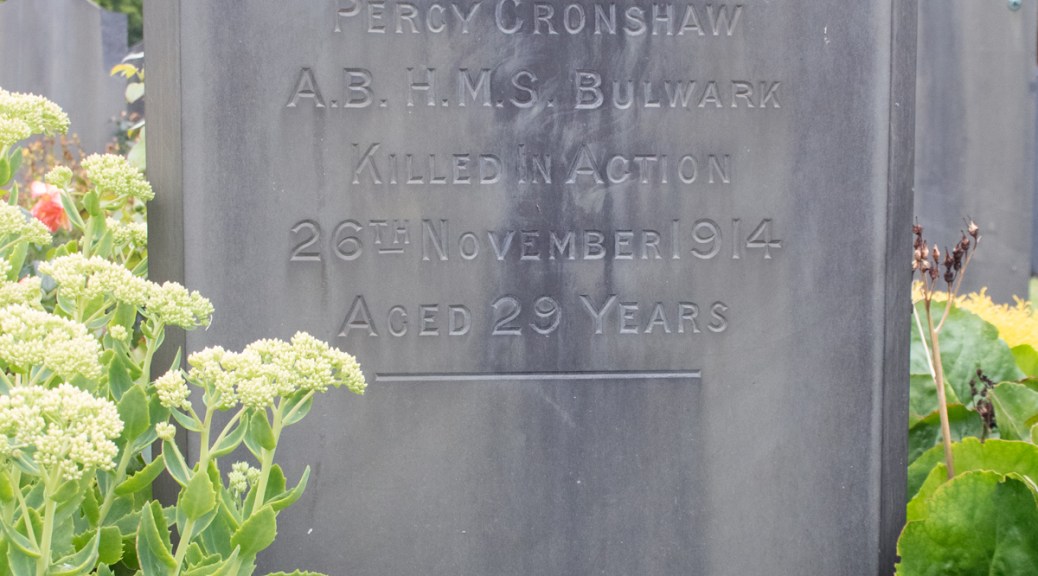 Percy Cronshaw
A.B. H.M.S. Bulwark
Killed In Action
26TH November 1914
Aged 29 Years